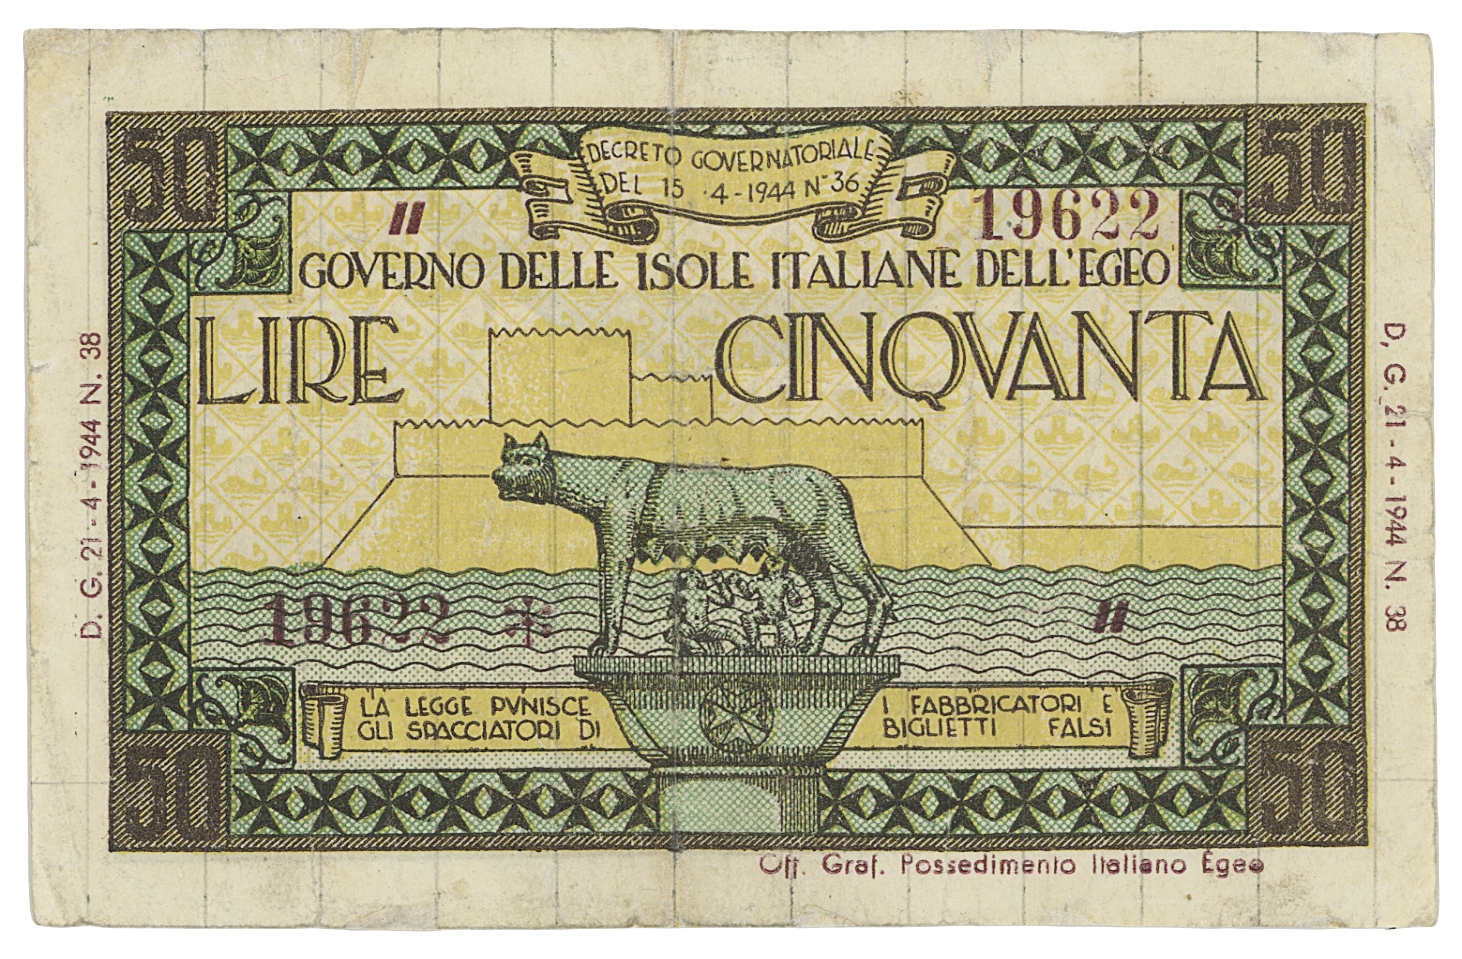 50
50
DECRETO GOVERNATORIALE
DEL 15 .4-1944 N° 36
"
19622
GOVERNO DELLE ISOLE ITALIANE DELL'EGEO
LIRE CINQVANTA
D. G. 21-4-1944 N. 38
D, G. 21-4-1944 N. 38
19622 *
"
LA LEGGE PVNISCE
GLI SPACCIATORI DI
I FABBRICATORI E
BIGLIETTI FALSI
50
50
Off. Graf. Possedimento Italiano Egeo